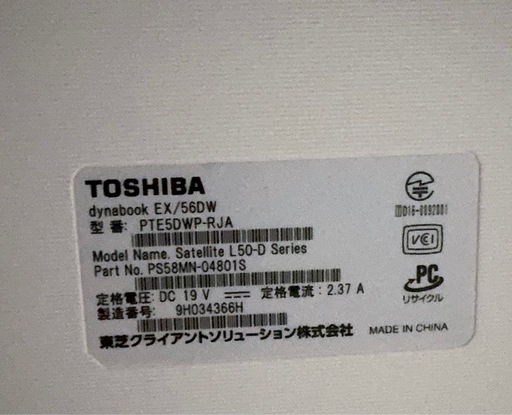 TOSHIBA
dynabook EX/56DW
型 番: PTE5DWP-RJA
Model Name. Satellite L50-D Series
Part No. PS58MN-04801S
定格電圧: DC 19 V 定格電流: 2.37 A
製造番号: 9H034366H
東芝クライアントソリューション株式会社 MADE IN CHINA
VCI
PC
リサイクル